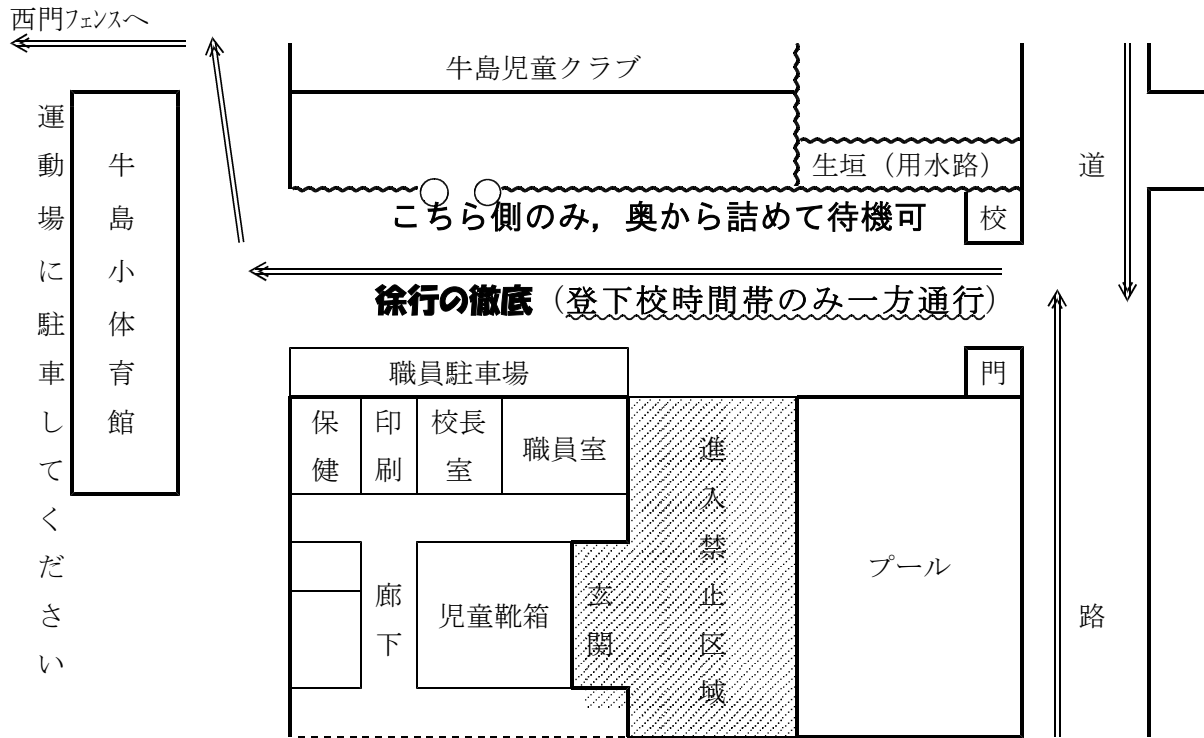 西門フェンスへ
牛島児童クラブ
運動場に駐車してください
牛島小体育館
生垣（用水路）
道路
こちら側のみ，奥から詰めて待機可
校門
徐行の徹底（登下校時間帯のみ一方通行）
職員駐車場
保健
印刷
校長室
職員室
進入禁止区域
プール
廊下
児童靴箱
玄関